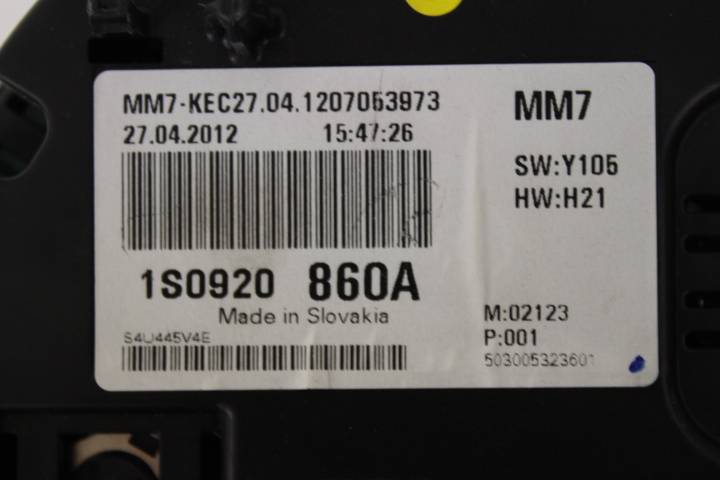 MM7-KEC27.04.1207053973
27.04.2012 15:47:26
MM7
SW:Y105
HW:H21
1S0920 860A
Made in Slovakia
S4U445V4E
M:02123
P:001
503005323601